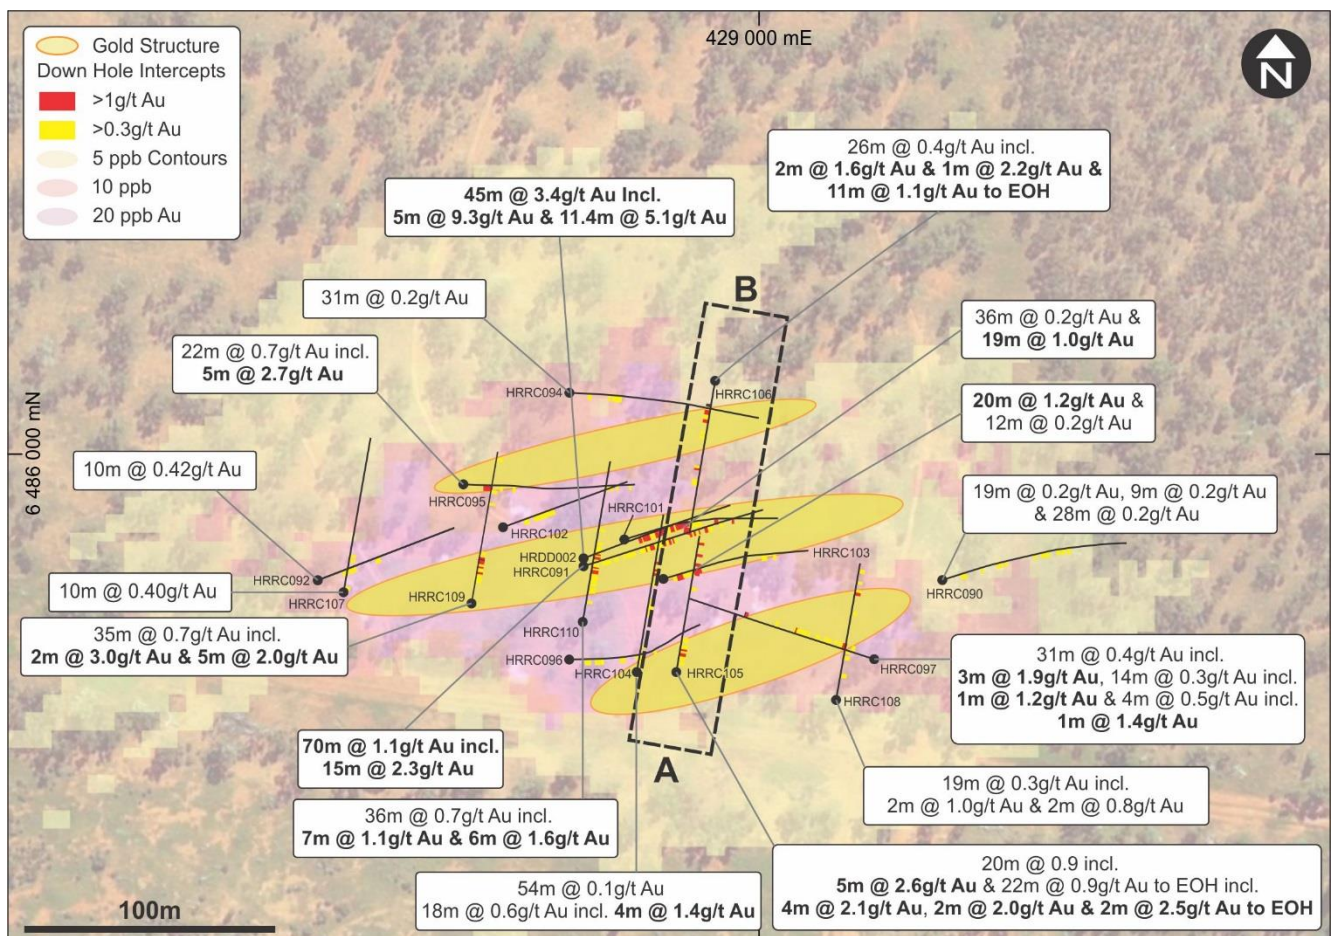 429 000 mE
N
Gold Structure
Down Hole Intercepts
>1g/t Au
>0.3g/t Au
5 ppb Contours
10 ppb
20 ppb Au
26m @ 0.4g/t Au incl.
2m @ 1.6g/t Au & 1m @ 2.2g/t Au &
11m @ 1.1g/t Au to EOH
45m @ 3.4g/t Au Incl.
5m @ 9.3g/t Au & 11.4m @ 5.1g/t Au
31m @ 0.2g/t Au
B
36m @ 0.2g/t Au &
19m @ 1.0g/t Au
22m @ 0.7g/t Au incl.
5m @ 2.7g/t Au
HRRC094
HRRC106
20m @ 1.2g/t Au &
12m @ 0.2g/t Au
6 486 000 mN
10m @ 0.42g/t Au
HRRC095
HRRC101
19m @ 0.2g/t Au, 9m @ 0.2g/t Au
& 28m @ 0.2g/t Au
HRRC102
HRDD002
HRRC103
HRRC091
HRRC092
HRRC090
10m @ 0.40g/t Au
HRRC107
HRRC109
HRRC110
35m @ 0.7g/t Au incl.
2m @ 3.0g/t Au & 5m @ 2.0g/t Au
HRRC096
HRRC104
HRRC105
HRRC097
HRRC108
31m @ 0.4g/t Au incl.
3m @ 1.9g/t Au, 14m @ 0.3g/t Au incl.
1m @ 1.2g/t Au & 4m @ 0.5g/t Au incl.
1m @ 1.4g/t Au
70m @ 1.1g/t Au incl.
15m @ 2.3g/t Au
A
19m @ 0.3g/t Au incl.
2m @ 1.0g/t Au & 2m @ 0.8g/t Au
36m @ 0.7g/t Au incl.
7m @ 1.1g/t Au & 6m @ 1.6g/t Au
54m @ 0.1g/t Au
18m @ 0.6g/t Au incl. 4m @ 1.4g/t Au
20m @ 0.9 incl.
5m @ 2.6g/t Au & 22m @ 0.9g/t Au to EOH incl.
4m @ 2.1g/t Au, 2m @ 2.0g/t Au & 2m @ 2.5g/t Au to EOH
100m